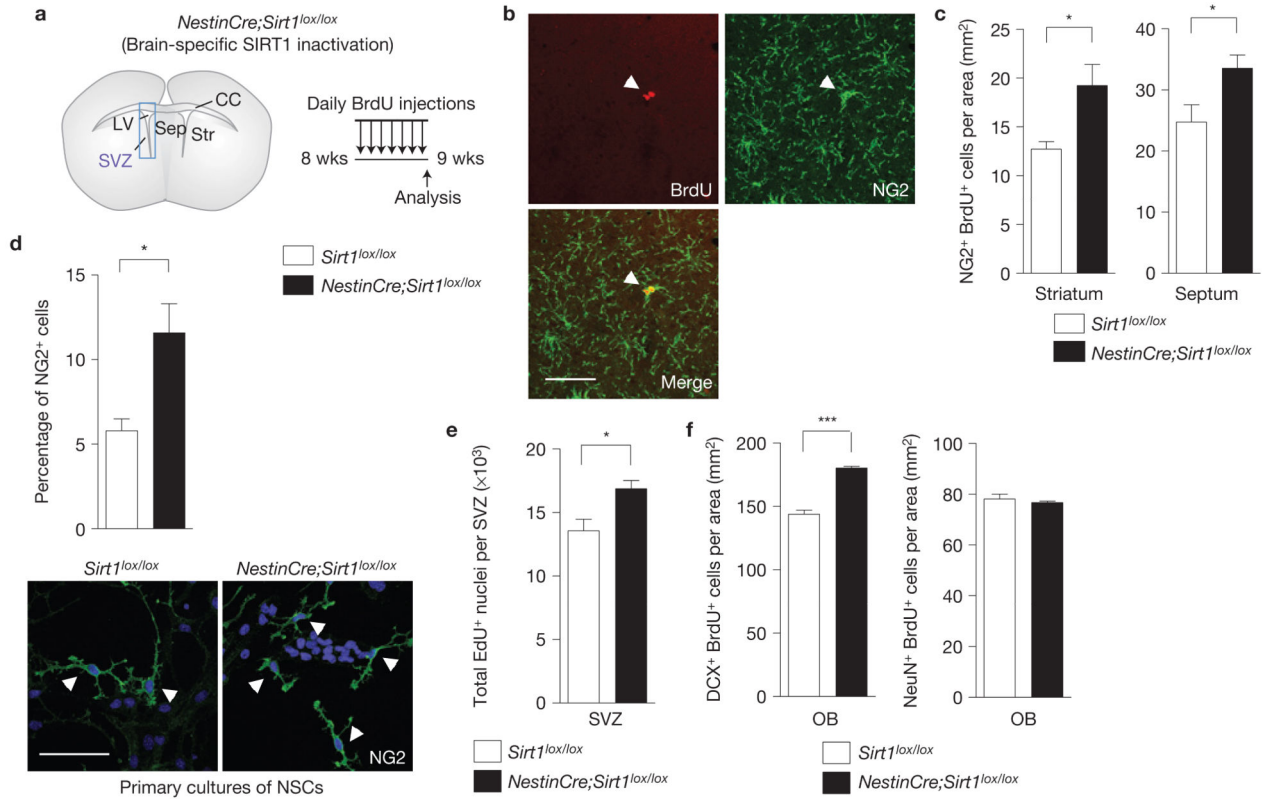 a
NestinCre;Sirt1lox/lox
(Brain-specific SIRT1 inactivation)
CC
LV
Sep
Str
SVZ
Daily BrdU injections
8 wks
9 wks
Analysis
b
BrdU
NG2
Merge
c
NG2+ BrdU+ cells per area (mm2)
25
20
15
10
5
0
*
Striatum
40
30
20
10
0
*
Septum
Sirt1lox/lox
NestinCre;Sirt1lox/lox
d
Percentage of NG2+ cells
15
10
5
0
*
Sirt1lox/lox
NestinCre;Sirt1lox/lox
Sirt1lox/lox
NestinCre;Sirt1lox/lox
NG2
Primary cultures of NSCs
e
Total EdU+ nuclei per SVZ (×103)
20
15
10
5
0
*
SVZ
Sirt1lox/lox
NestinCre;Sirt1lox/lox
f
DCX+ BrdU+ cells per area (mm2)
200
150
100
50
0
***
OB
NeuN+ BrdU+ cells per area (mm2)
100
80
60
40
20
0
OB
Sirt1lox/lox
NestinCre;Sirt1lox/lox